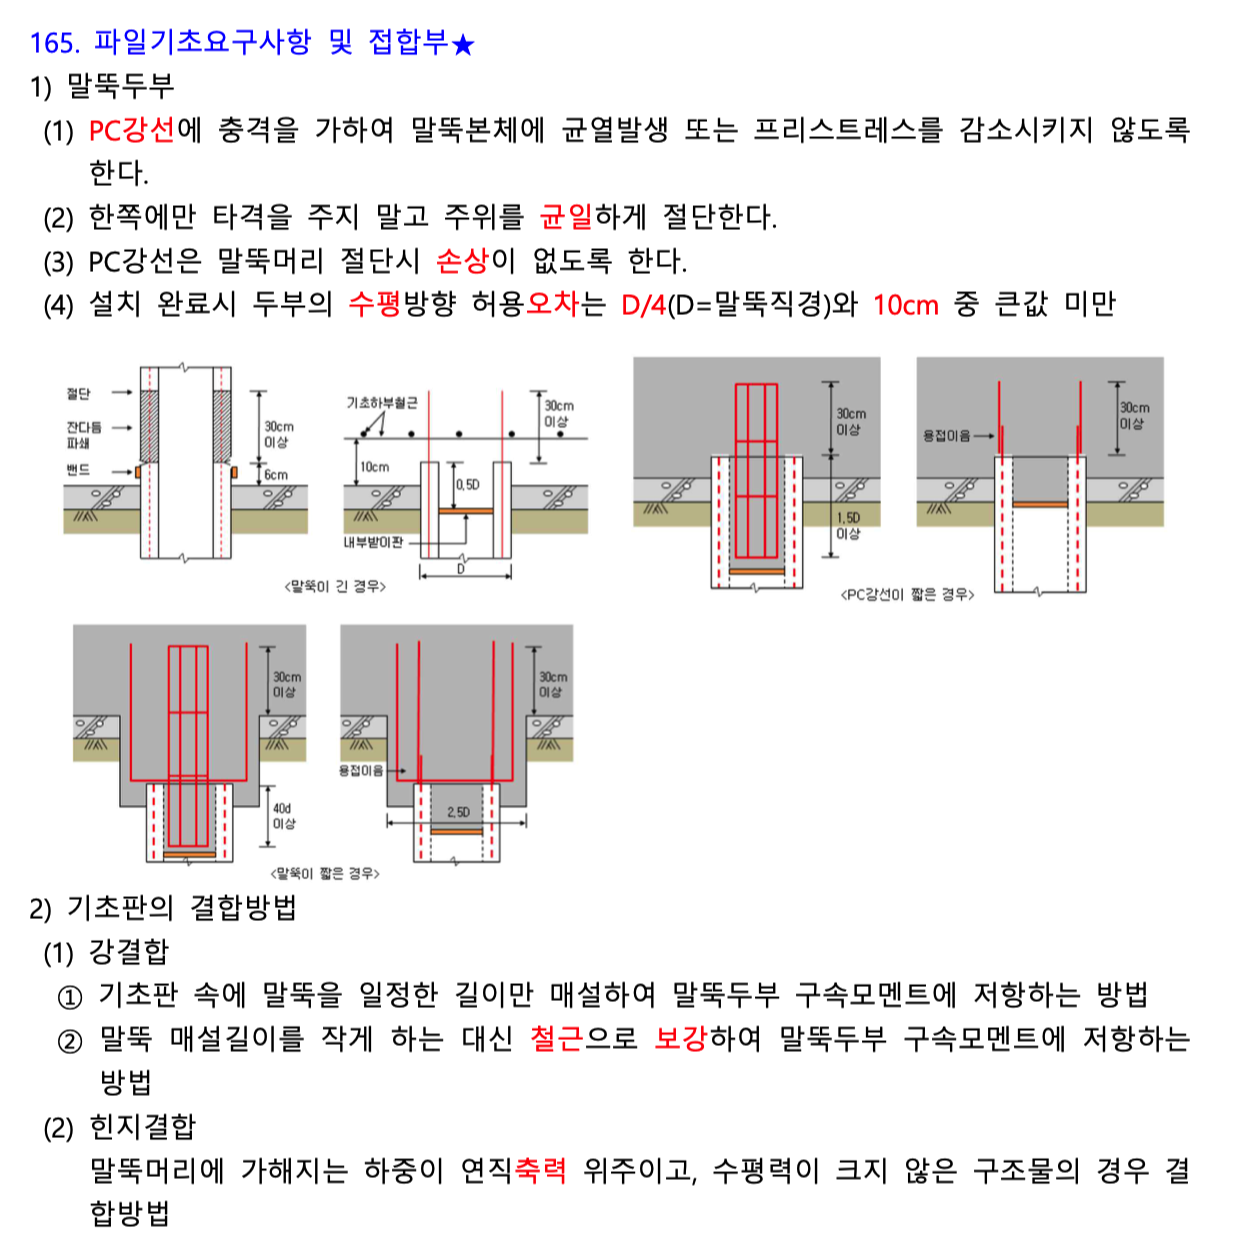 165. 파일기초요구사항 및 접합부★
1) 말뚝두부
(1) PC강선에 충격을 가하여 말뚝본체에 균열발생 또는 프리스트레스를 감소시키지 않도록
한다.
(2) 한쪽에만 타격을 주지 말고 주위를 균일하게 절단한다.
(3) PC강선은 말뚝머리 절단시 손상이 없도록 한다.
(4) 설치 완료시 두부의 수평방향 허용오차는 D/4(D=말뚝직경)와 10cm 중 큰값 미만
절단
잔다듬
파쇄
밴드
30cm
이상
6cm
기초하부철근
10cm
0.5D
30cm
이상
내부받이판
D
<말뚝이 긴 경우>
30cm
이상
1.5D
이상
용접이음
30cm
이상
<PC강선이 짧은 경우>
30cm
이상
40d
이상
용접이음
30cm
이상
2.5D
<말뚝이 짧은 경우>
2) 기초판의 결합방법
(1) 강결합
① 기초판 속에 말뚝을 일정한 길이만 매설하여 말뚝두부 구속모멘트에 저항하는 방법
② 말뚝 매설길이를 작게 하는 대신 철근으로 보강하여 말뚝두부 구속모멘트에 저항하는
방법
(2) 힌지결합
말뚝머리에 가해지는 하중이 연직축력 위주이고, 수평력이 크지 않은 구조물의 경우 결
합방법